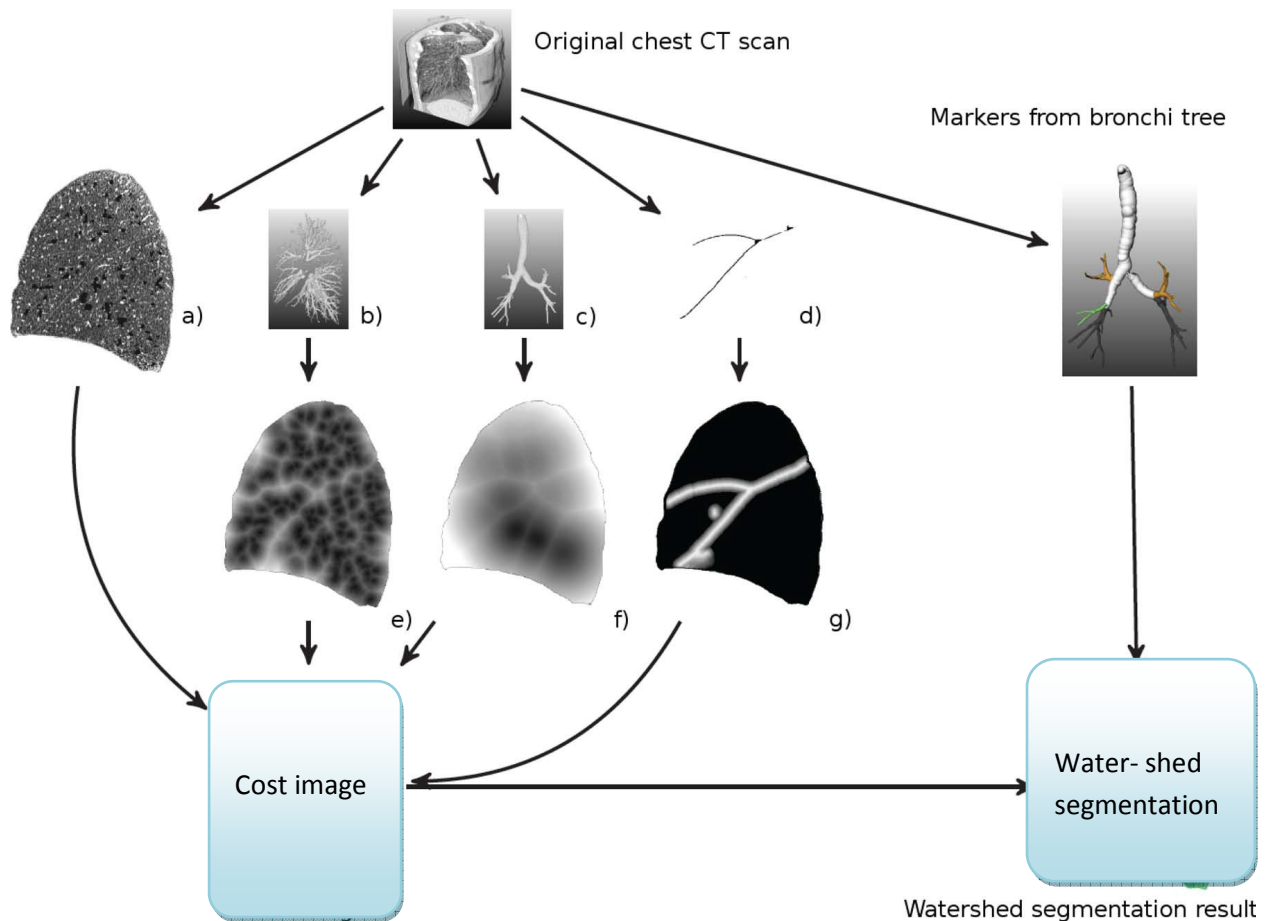 Original chest CT scan
Markers from bronchi tree
a)
b)
c)
d)
e)
f)
g)
Cost image
Water- shed
segmentation
Watershed segmentation result